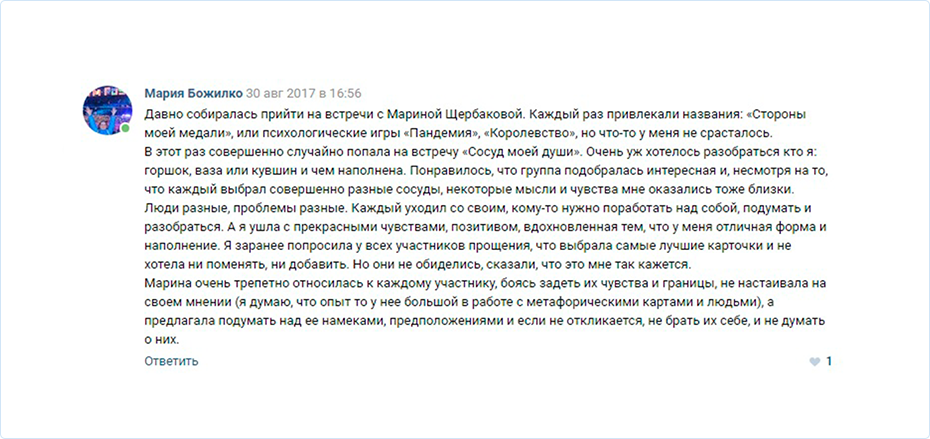 Мария Божилко 30 авг 2017 в 16:56
Давно собиралась прийти на встречи с Мариной Щербаковой. Каждый раз привлекали названия: «Стороны
моей медали», или психологические игры «Пандемия», «Королевство», но что-то у меня не срасталось.
В этот раз совершенно случайно попала на встречу «Сосуд моей души». Очень уж хотелось разобраться кто я:
горшок, ваза или кувшин и чем наполнена. Понравилось, что группа подобралась интересная и, несмотря на то,
что каждый выбрал совершенно разные сосуды, некоторые мысли и чувства мне оказались тоже близки.
Люди разные, проблемы разные. Каждый уходил со своим, кому-то нужно поработать над собой, подумать и
разобраться. А я ушла с прекрасными чувствами, позитивом, вдохновленная тем, что у меня отличная форма и
наполнение. Я заранее попросила у всех участников прощения, что выбрала самые лучшие карточки и не
хотела ни поменять, ни добавить. Но они не обиделись, сказали, что это мне так кажется.
Марина очень трепетно относилась к каждому участнику, боясь задеть их чувства и границы, не настаивала на
своем мнении (я думаю, что опыт то у нее большой в работе с метафорическими картами и людьми), а
предлагала подумать над ее намеками, предположениями и если не откликается, не брать их себе, и не думать
о них.
Ответить 1